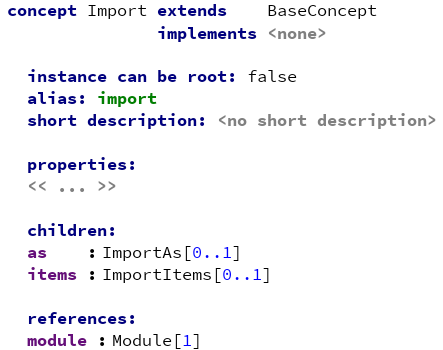 concept Import extends BaseConcept
implements <none>
instance can be root: false
alias: import
short description: <no short description>
properties:
<< ... >>
children:
as : ImportAs[0..1]
items : ImportItems[0..1]
references:
module : Module[1]